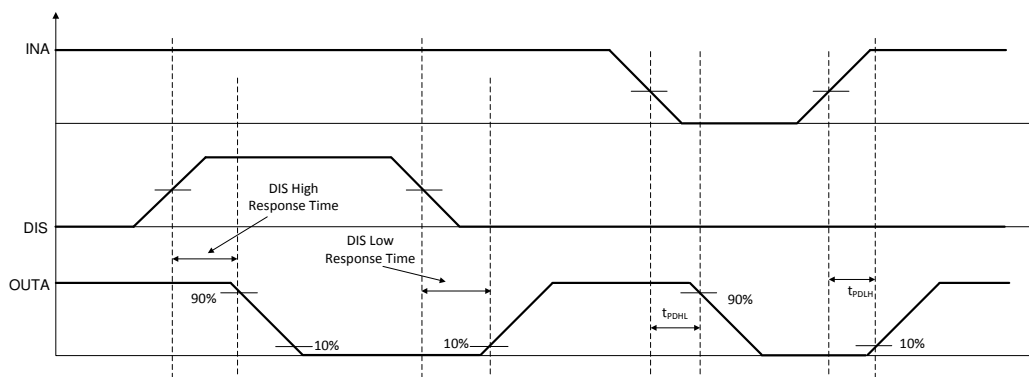 INA
DIS High
Response Time
DIS Low
Response Time
DIS
OUTA
90%
10%
10%
tPDHL
90%
tPDLH
10%